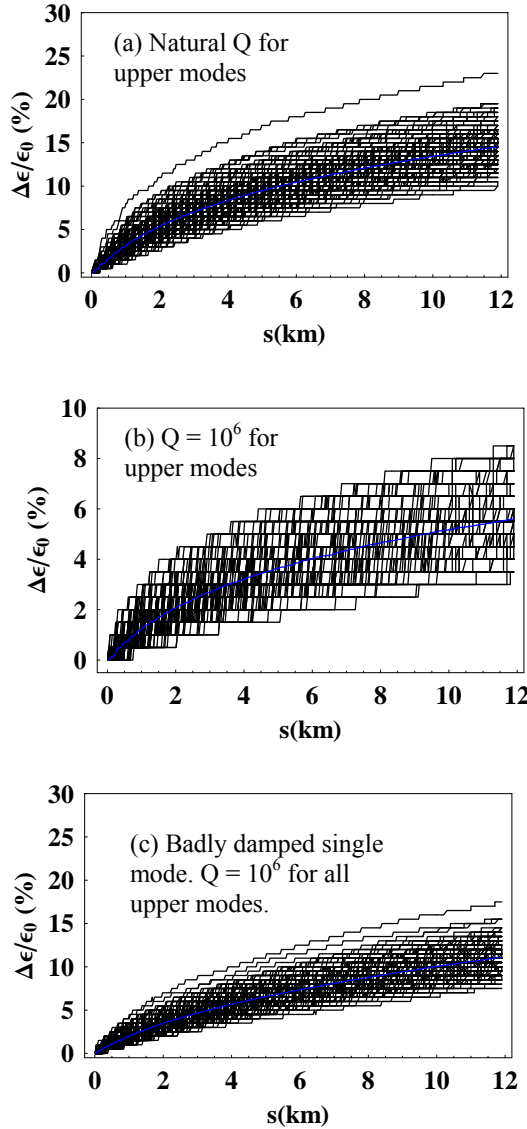 30
25
20
15
10
5
0
Δϵ/ϵ0 (%)
(a) Natural Q for
upper modes
0 2 4 6 8 10 12
s(km)
10
8
6
4
2
0
Δϵ/ϵ0 (%)
(b) Q = 10^6 for
upper modes
0 2 4 6 8 10 12
s(km)
30
25
20
15
10
5
0
Δϵ/ϵ0 (%)
(c) Badly damped single
mode. Q = 10^6 for all
upper modes.
0 2 4 6 8 10 12
s(km)